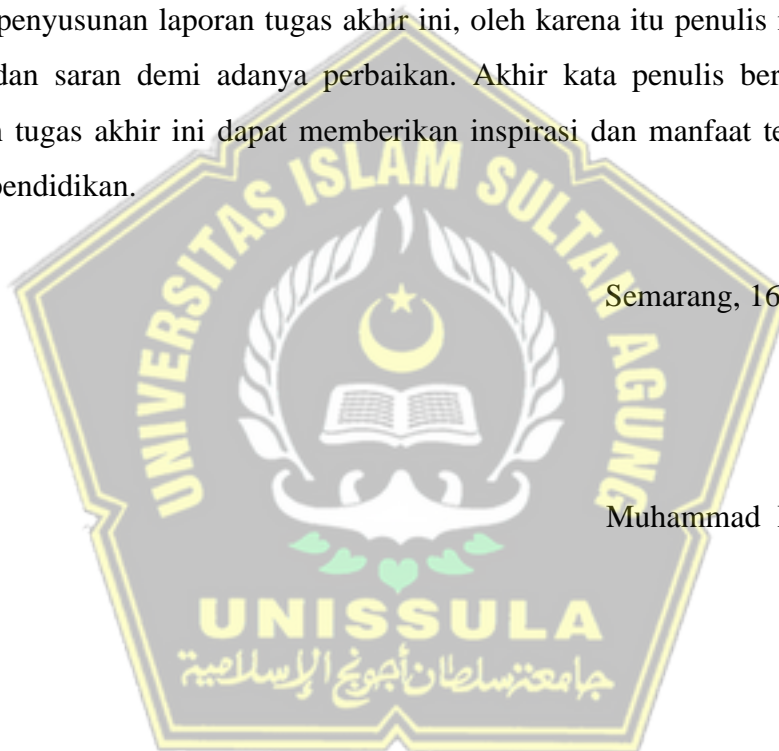 penyusunan laporan tugas akhir ini, oleh karena itu penulis
dan saran demi adanya perbaikan. Akhir kata penulis ber
tugas akhir ini dapat memberikan inspirasi dan manfaat te
pendidikan.
UNIVERSITAS ISLAM SULTAN AGUNG
Semarang, 16
Muhammad
UNISSULA
جامعة سلطان أجونج الإسلامية